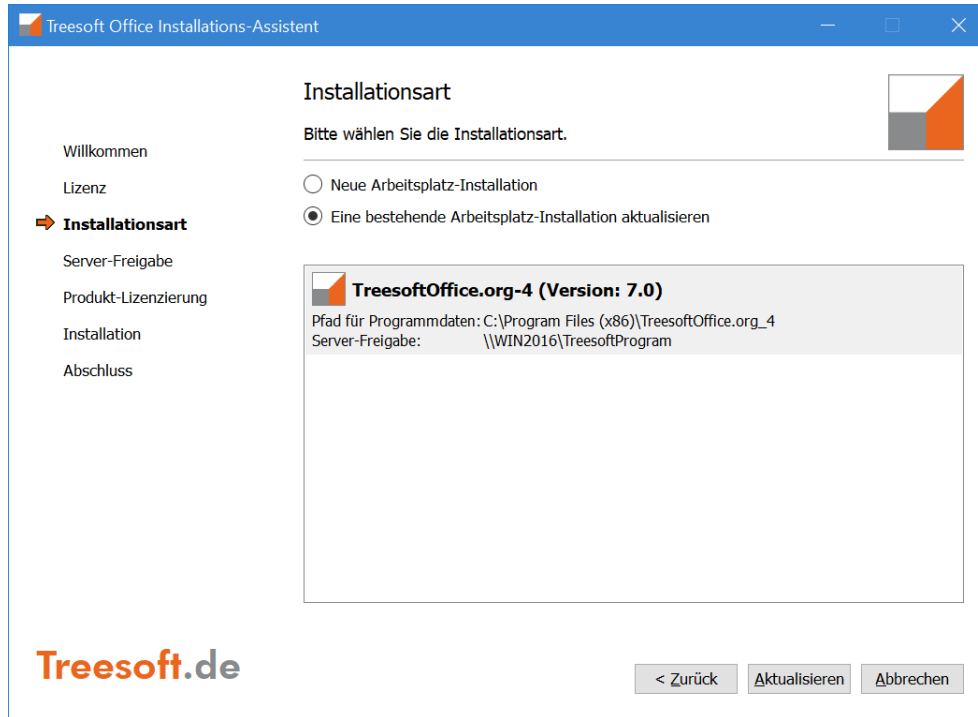 Treesoft Office Installations-Assistent
Installationsart
Bitte wählen Sie die Installationsart.
Willkommen
Lizenz
Installationsart
Server-Freigabe
Produkt-Lizenzierung
Installation
Abschluss
Neue Arbeitsplatz-Installation
Eine bestehende Arbeitsplatz-Installation aktualisieren
TreesoftOffice.org-4 (Version: 7.0)
Pfad für Programmdaten: C:\Program Files (x86)\TreesoftOffice.org_4
Server-Freigabe: \\WIN2016\TreesoftProgram
Treesoft.de
< Zurück
Aktualisieren
Abbrechen